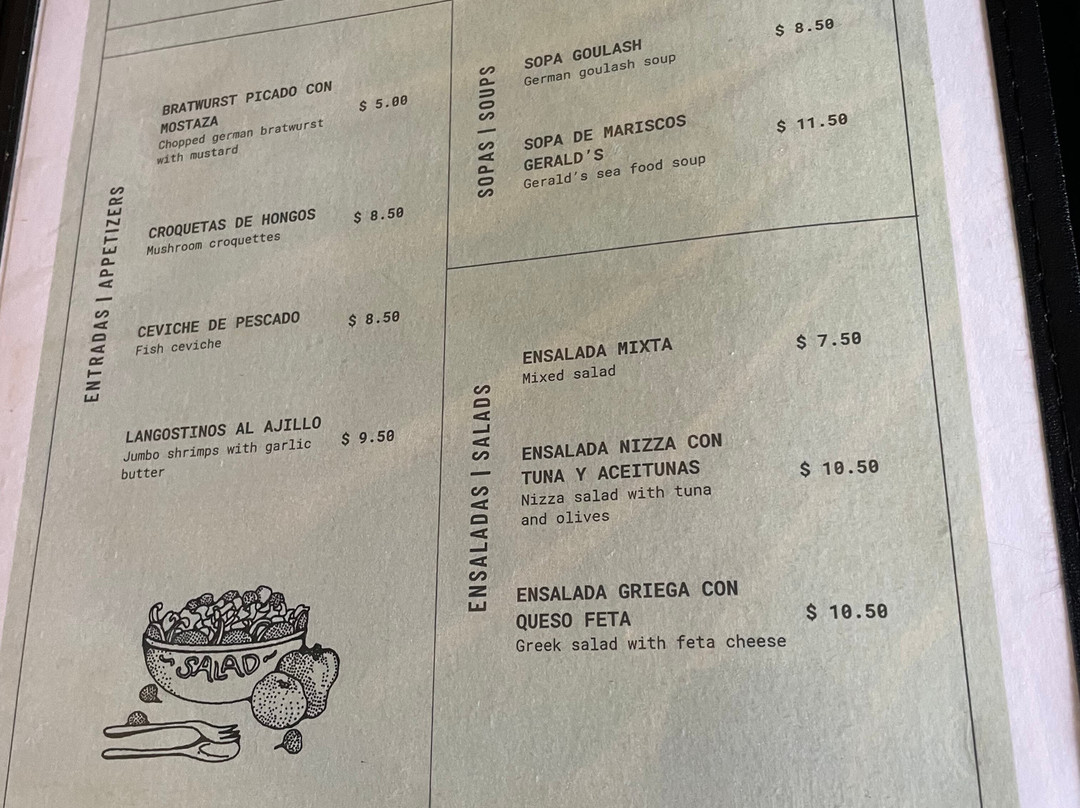 ENTRADAS | APPETIZERS
BRATWURST PICADO CON
MOSTAZA
$ 5.00
Chopped german bratwurst
with mustard
CROQUETAS DE HONGOS
$ 8.50
Mushroom croquettes
CEVICHE DE PESCADO
$ 8.50
Fish ceviche
LANGOSTINOS AL AJILLO
$ 9.50
Jumbo shrimps with garlic
butter
SALAD
SOPAS | SOUPS
SOPA GOULASH
$ 8.50
German goulash soup
SOPA DE MARISCOS
GERALD'S
$ 11.50
Gerald's sea food soup
ENSALADAS | SALADS
ENSALADA MIXTA
$ 7.50
Mixed salad
ENSALADA NIZZA CON
TUNA Y ACEITUNAS
$ 10.50
Nizza salad with tuna
and olives
ENSALADA GRIEGA CON
QUESO FETA
$ 10.50
Greek salad with feta cheese